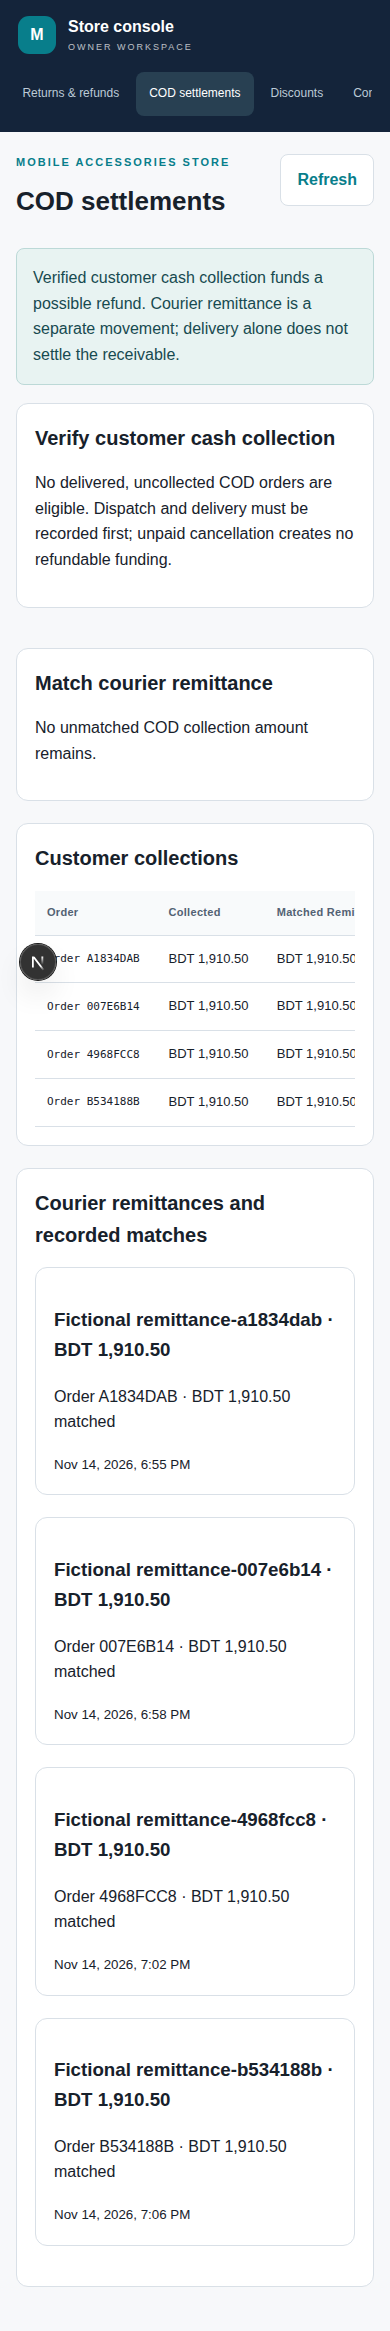 M
Store console
OWNER WORKSPACE
Returns & refunds COD settlements Discounts
MOBILE ACCESSORIES STORE
COD settlements
Refresh
Verified customer cash collection funds a
possible refund. Courier remittance is a
separate movement; delivery alone does not
settle the receivable.
Verify customer cash collection
No delivered, uncollected COD orders are
eligible. Dispatch and delivery must be
recorded first; unpaid cancellation creates no
refundable funding.
Match courier remittance
No unmatched COD collection amount
remains.
Customer collections
Order Collected Matched
A1834DAB BDT 1,910.50 BDT 1,910.50
Order 007E6B14 BDT 1,910.50 BDT 1,910.50
Order 4968FCC8 BDT 1,910.50 BDT 1,910.50
Order B534188B BDT 1,910.50 BDT 1,910.50
Courier remittances and
recorded matches
Fictional remittance-a1834dab ·
BDT 1,910.50
Order A1834DAB · BDT 1,910.50
matched
Nov 14, 2026, 6:55 PM
Fictional remittance-007e6b14 ·
BDT 1,910.50
Order 007E6B14 · BDT 1,910.50
matched
Nov 14, 2026, 6:58 PM
Fictional remittance-4968fcc8 ·
BDT 1,910.50
Order 4968FCC8 · BDT 1,910.50
matched
Nov 14, 2026, 7:02 PM
Fictional remittance-b534188b ·
BDT 1,910.50
Order B534188B · BDT 1,910.50
matched
Nov 14, 2026, 7:06 PM